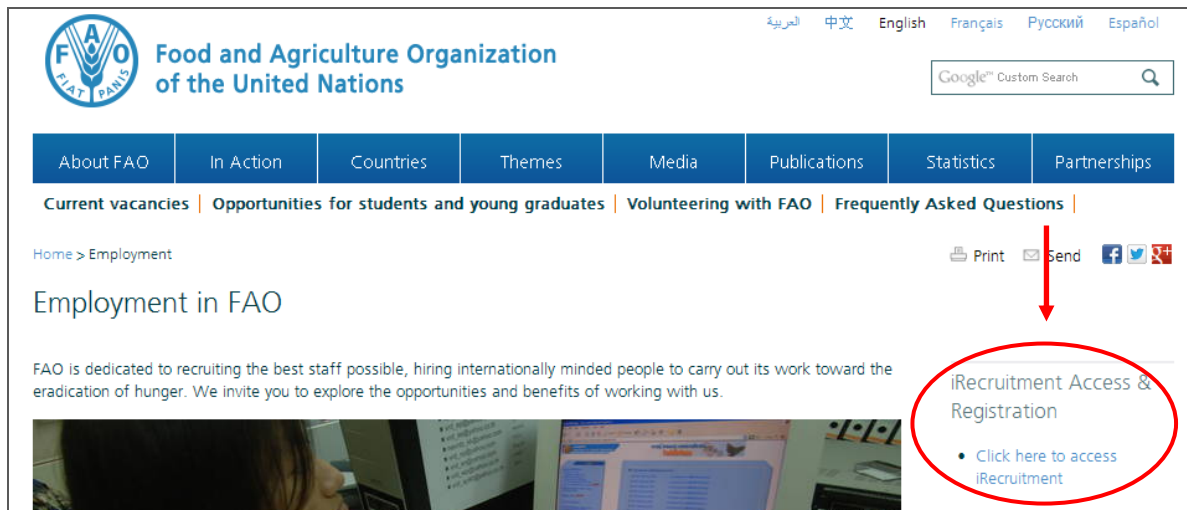 العربية 中文 English Français Русский Español
FAO
FIAT PANIS
Food and Agriculture Organization
of the United Nations
Google™ Custom Search
About FAO In Action Countries Themes Media Publications Statistics Partnerships
Current vacancies | Opportunities for students and young graduates | Volunteering with FAO | Frequently Asked Questions |
Home > Employment
Print Send
Employment in FAO
FAO is dedicated to recruiting the best staff possible, hiring internationally minded people to carry out its work toward the
eradication of hunger. We invite you to explore the opportunities and benefits of working with us.
iRecruitment Access &
Registration
• Click here to access
iRecruitment